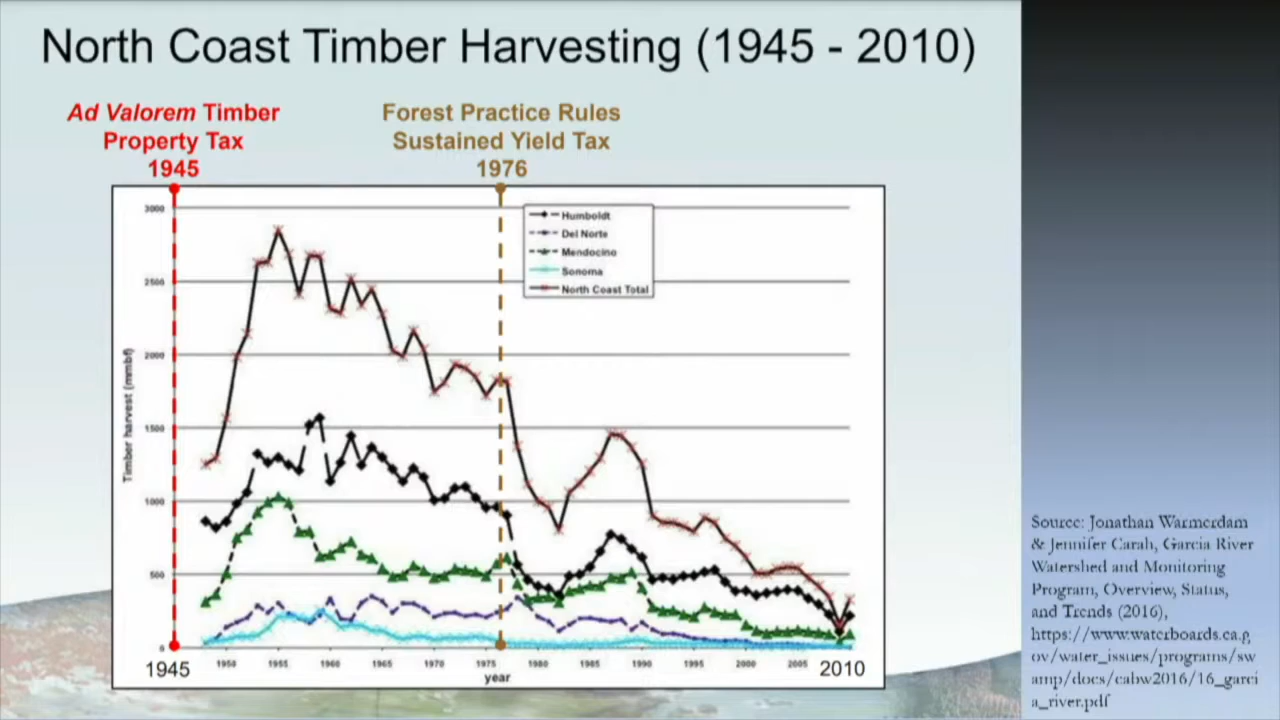 North Coast Timber Harvesting (1945 - 2010)
Ad Valorem Timber
Property Tax
1945
Forest Practice Rules
Sustained Yield Tax
1976
Humboldt
Del Norte
Mendocino
Sonoma
North Coast Total
Timber harvest (mmbf)
3000
2500
2000
1500
1000
500
0
1945
1950
1955
1960
1965
1970
1975
1980
1985
1990
1995
2000
2005
2010
year
Source: Jonathan Warmerdam
& Jennifer Carah, Garcia River
Watershed and Monitoring
Program, Overview, Status,
and Trends (2016),
https://www.waterboards.ca.g
ov/water_issues/programs/sw
amp/docs/cabw2016/16_garci
a_river.pdf